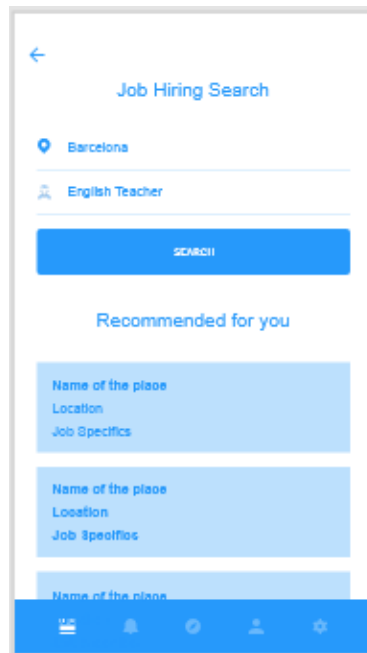 Job Hiring Search
Barcelona
English Teacher
SEARCH
Recommended for you
Name of the place
Location
Job Specifics
Name of the place
Location
Job Specifics
Name of the place